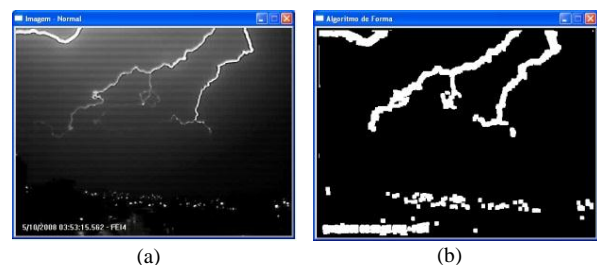 Imagem - Normal
Algoritmo de Forma
5/10/2008 03:53:15.562 - FEI4
(a)
(b)